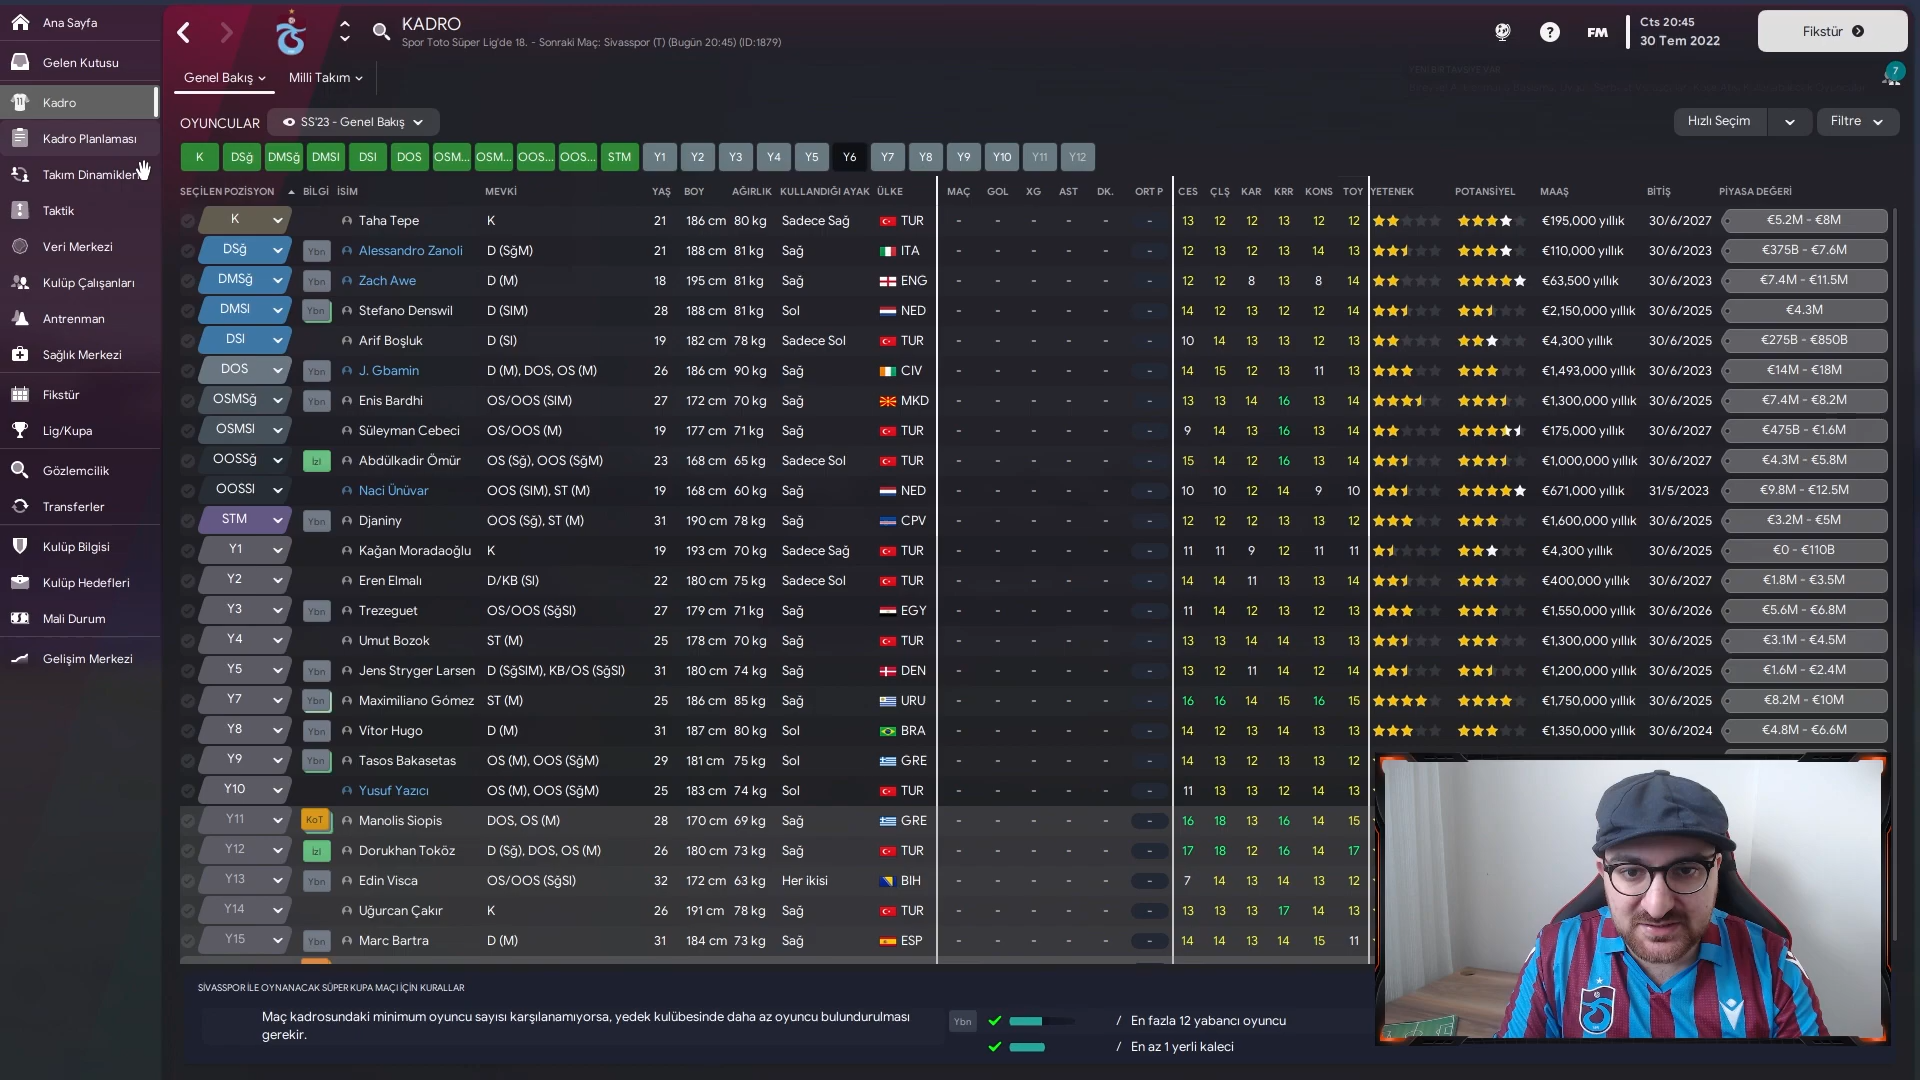 Ana Sayfa
Gelen Kutusu
Kadro
Kadro Planlaması
Takım Dinamikleri
Taktik
Veri Merkezi
Kulüp Çalışanları
Antrenman
Sağlık Merkezi
Fikstür
Lig/Kupa
Gözlemcilik
Transferler
Kulüp Bilgisi
Kulüp Hedefleri
Mali Durum
Gelişim Merkezi
KADRO
Spor Toto Süper Lig'de 18. - Sonraki Maç: Sivasspor (T) (Bugün 20:45) (ID:1879)
FM
Cts 20:45
30 Tem 2022
Fikstür
Genel Bakış Milli Takım
7
OYUNCULAR SS'23 - Genel Bakış Hızlı Seçim Filtre
K DSğ DMSğ DMSI DSI DOS OSM... OSM... OOS... OOS... STM Y1 Y2 Y3 Y4 Y5 Y6 Y7 Y8 Y9 Y10 Y11 Y12
SEÇİLEN POZİSYON BİLGİ İSİM MEVKİ YAŞ BOY AĞIRLIK KULLANDIĞI AYAK ÜLKE MAÇ GOL XG AST DK. ORT P CES ÇLŞ KAR KRR KONS TOY YETENEK POTANSİYEL MAAŞ BİTİŞ PİYASA DEĞERİ
K Taha Tepe K 21 186 cm 80 kg Sadece Sağ TUR - - - - - - 13 12 12 13 12 12 €195,000 yıllık 30/6/2027 €5.2M - €8M
DSğ Ybn Alessandro Zanoli D (SğM) 21 188 cm 81 kg Sağ ITA - - - - - - 12 13 12 13 14 13 €110,000 yıllık 30/6/2023 €375B - €7.6M
DMSğ Ybn Zach Awe D (M) 18 195 cm 81 kg Sağ ENG - - - - - - 12 12 8 13 8 14 €63,500 yıllık 30/6/2023 €7.4M - €11.5M
DMSI Ybn Stefano Denswil D (SIM) 28 188 cm 81 kg Sol NED - - - - - - 14 12 13 12 12 14 €2,150,000 yıllık 30/6/2025 €4.3M
DSI Arif Boşluk D (SI) 19 182 cm 78 kg Sadece Sol TUR - - - - - - 10 14 13 13 12 13 €4,300 yıllık 30/6/2025 €275B - €850B
DOS Ybn J. Gbamin D (M), DOS, OS (M) 26 186 cm 90 kg Sağ CIV - - - - - - 14 15 12 13 11 13 €1,493,000 yıllık 30/6/2023 €14M - €18M
OSMSğ Ybn Enis Bardhi OS/OOS (SIM) 27 172 cm 70 kg Sağ MKD - - - - - - 13 13 14 16 13 14 €1,300,000 yıllık 30/6/2025 €7.4M - €8.2M
OSMSI Süleyman Cebeci OS/OOS (M) 19 177 cm 71 kg Sağ TUR - - - - - - 9 14 13 16 13 14 €175,000 yıllık 30/6/2027 €475B - €1.6M
OOSSğ İzl Abdülkadir Ömür OS (Sğ), OOS (SğM) 23 168 cm 65 kg Sadece Sol TUR - - - - - - 15 14 12 16 13 14 €1,000,000 yıllık 30/6/2027 €4.3M - €5.8M
OOSSI Naci Ünüvar OOS (SIM), ST (M) 19 168 cm 60 kg Sağ NED - - - - - - 10 10 12 14 9 10 €671,000 yıllık 31/5/2023 €9.8M - €12.5M
STM Ybn Djaniny OOS (Sğ), ST (M) 31 190 cm 78 kg Sağ CPV - - - - - - 12 12 12 13 13 12 €1,600,000 yıllık 30/6/2025 €3.2M - €5M
Y1 Kağan Moradaoğlu K 19 193 cm 70 kg Sadece Sağ TUR - - - - - - 11 11 9 12 11 11 €4,300 yıllık 30/6/2025 €0 - €110B
Y2 Eren Elmalı D/KB (SI) 22 180 cm 75 kg Sadece Sol TUR - - - - - - 14 14 11 13 13 14 €400,000 yıllık 30/6/2027 €1.8M - €3.5M
Y3 Ybn Trezeguet OS/OOS (SğSI) 27 179 cm 71 kg Sağ EGY - - - - - - 11 14 12 13 12 13 €1,550,000 yıllık 30/6/2026 €5.6M - €6.8M
Y4 Umut Bozok ST (M) 25 178 cm 70 kg Sağ TUR - - - - - - 13 13 14 14 13 13 €1,300,000 yıllık 30/6/2025 €3.1M - €4.5M
Y5 Ybn Jens Stryger Larsen D (SğSIM), KB/OS (SğSI) 31 180 cm 74 kg Sağ DEN - - - - - - 13 12 11 14 12 14 €1,200,000 yıllık 30/6/2025 €1.6M - €2.4M
Y7 Ybn Maximiliano Gómez ST (M) 25 186 cm 85 kg Sağ URU - - - - - - 16 16 14 15 16 15 €1,750,000 yıllık 30/6/2025 €8.2M - €10M
Y8 Ybn Vítor Hugo D (M) 31 187 cm 80 kg Sol BRA - - - - - - 14 12 13 14 13 13 €1,350,000 yıllık 30/6/2024 €4.8M - €6.6M
Y9 Ybn Tasos Bakasetas OS (M), OOS (SğM) 29 181 cm 75 kg Sol GRE - - - - - - 14 13 12 13 13 12
Y10 Yusuf Yazıcı OS (M), OOS (SğM) 25 183 cm 74 kg Sol TUR - - - - - - 11 13 13 12 14 13
Y11 KoT Manolis Siopis DOS, OS (M) 28 170 cm 69 kg Sağ GRE - - - - - - 16 18 13 16 14 15
Y12 İzl Dorukhan Toköz D (Sğ), DOS, OS (M) 26 180 cm 73 kg Sağ TUR - - - - - - 17 18 12 16 14 17
Y13 Ybn Edin Visca OS/OOS (SğSI) 32 172 cm 63 kg Her ikisi BIH - - - - - - 7 14 13 14 13 12
Y14 Uğurcan Çakır K 26 191 cm 78 kg Sağ TUR - - - - - - 13 13 13 17 14 13
Y15 Ybn Marc Bartra D (M) 31 184 cm 73 kg Sağ ESP - - - - - - 14 14 13 14 15 11
SİVASSPOR İLE OYNANACAK SÜPER KUPA MAÇI İÇİN KURALLAR
Maç kadrosundaki minimum oyuncu sayısı karşılanamıyorsa, yedek kulübesinde daha az oyuncu bulundurulması
gerekir.
Ybn / En fazla 12 yabancı oyuncu
/ En az 1 yerli kaleci